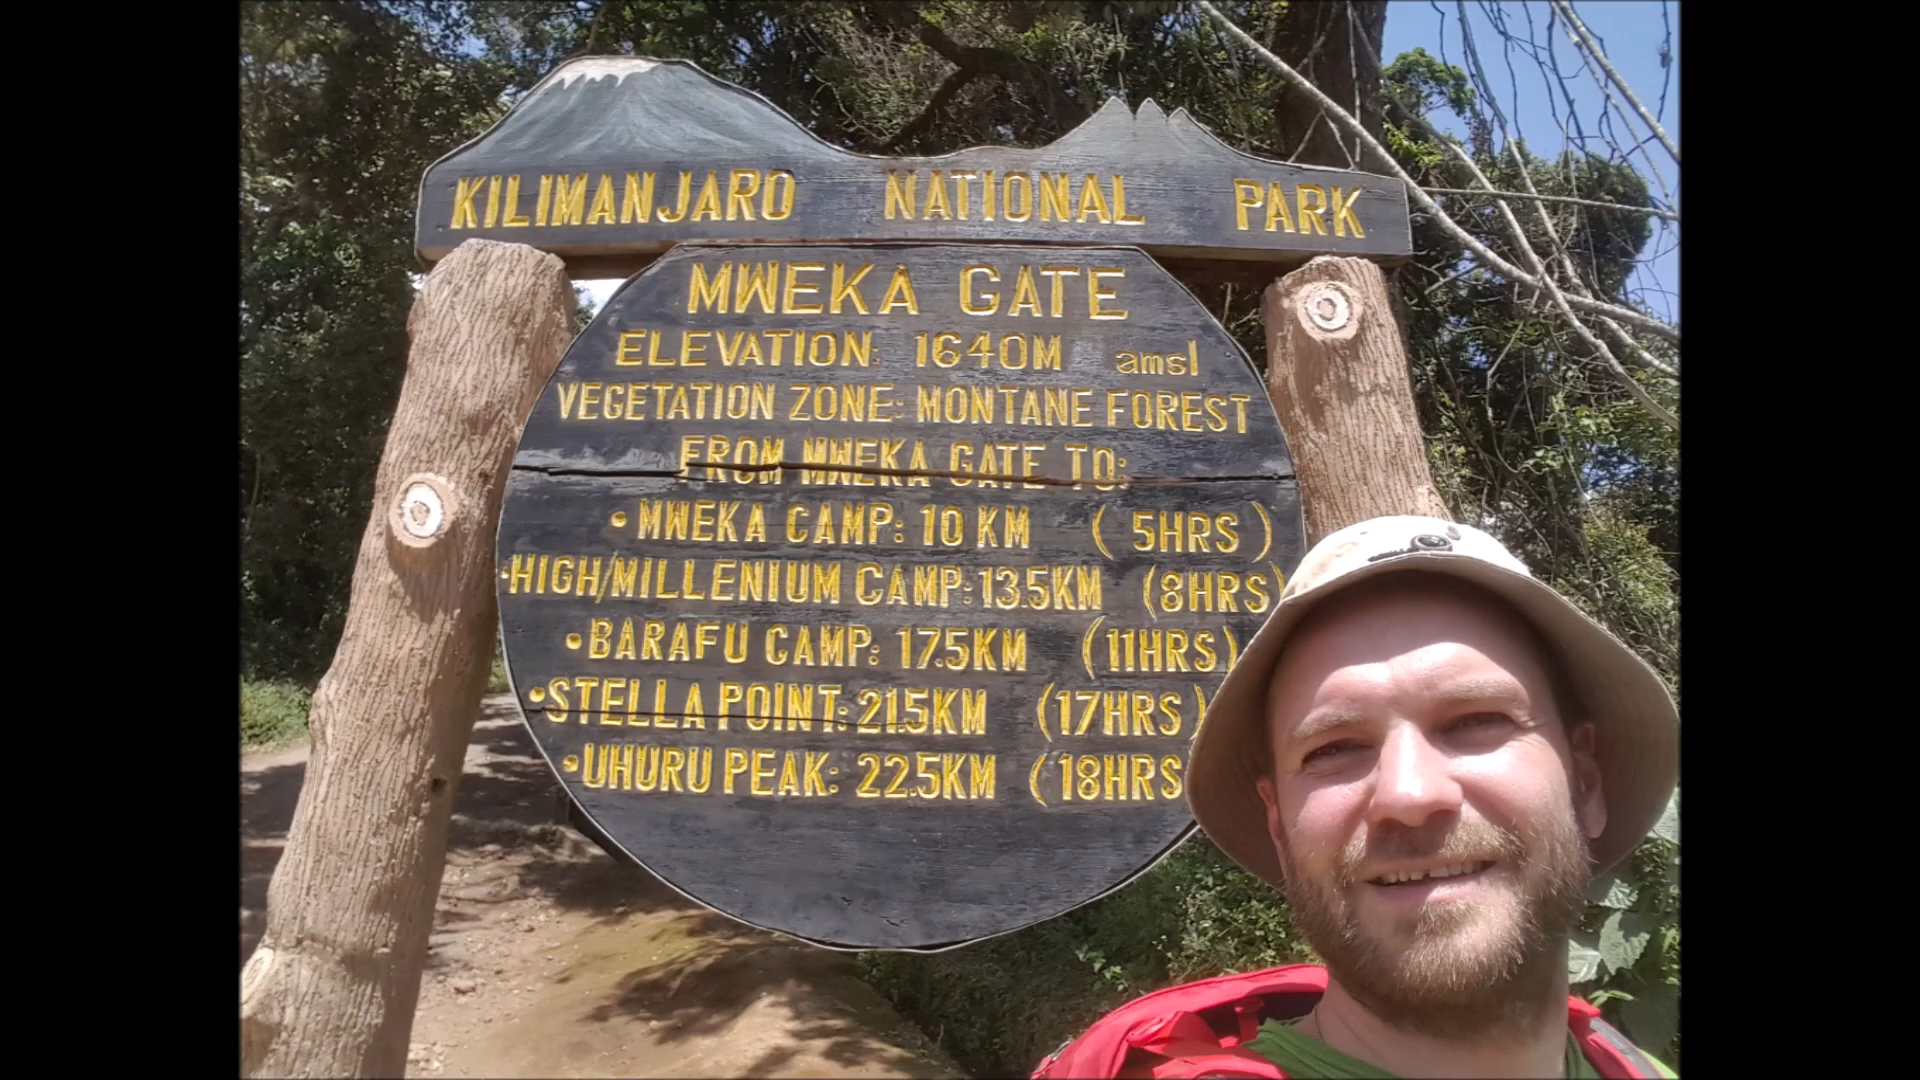 KILIMANJARO NATIONAL PARK
MWEKA GATE
ELEVATION: 1640M amsl
VEGETATION ZONE: MONTANE FOREST
FROM MWEKA GATE TO:
• MWEKA CAMP: 10 KM ( 5HRS )
• HIGH/MILLENIUM CAMP: 13.5KM (8HRS)
• BARAFU CAMP: 17.5KM (11HRS)
• STELLA POINT: 21.5KM (17HRS)
• UHURU PEAK: 22.5KM (18HRS